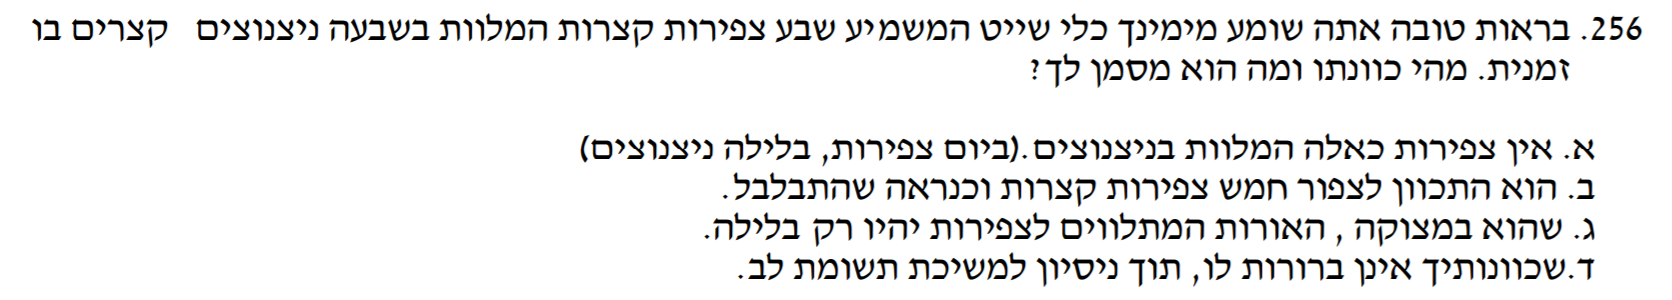 256. בראות טובה אתה שומע מימינך כלי שייט המשמיע שבע צפירות קצרות המלוות בשבעה ניצנוצים קצרים בו
זמנית. מהי כוונתו ומה הוא מסמן לך?
א. אין צפירות כאלה המלוות בניצנוצים.(ביום צפירות, בלילה ניצנוצים)
ב. הוא התכוון לצפור חמש צפירות קצרות וכנראה שהתבלבל.
ג. שהוא במצוקה , האורות המתלווים לצפירות יהיו רק בלילה.
ד.שכוונותיך אינן ברורות לו, תוך ניסיון למשיכת תשומת לב.